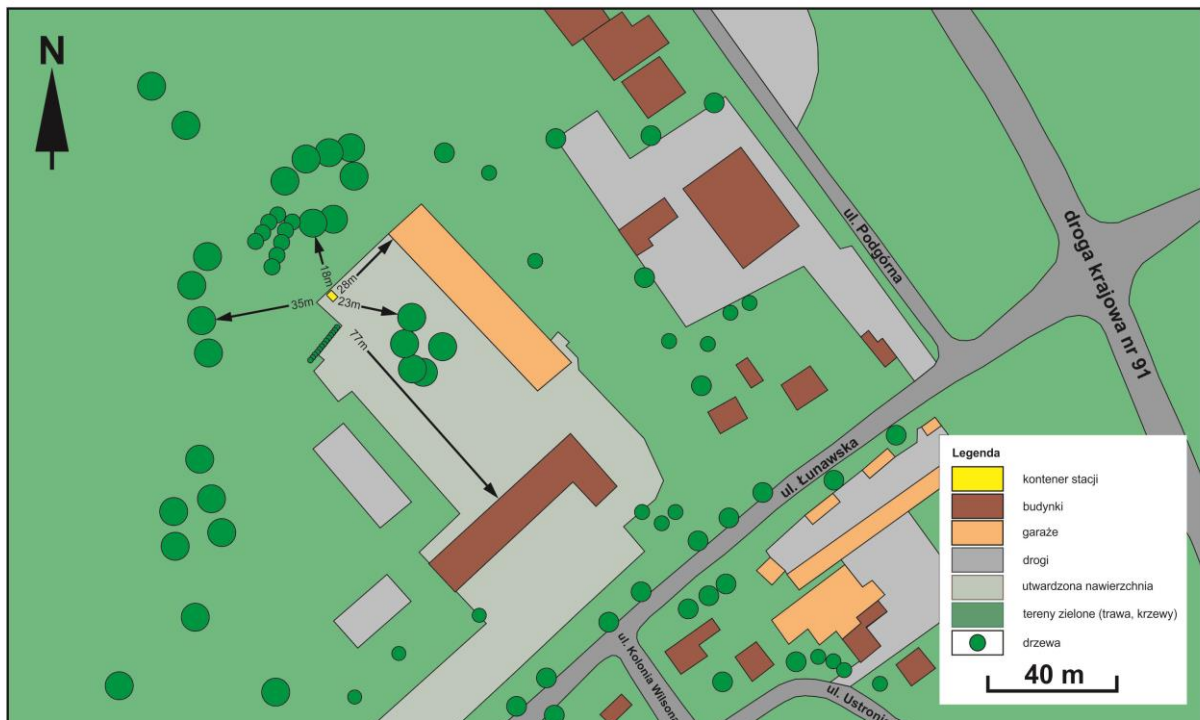 N
ul. Podgórna
droga krajowa nr 91
18m
28m
35m
23m
77m
ul. Łunawska
Legenda
kontener stacji
budynki
garaże
drogi
utwardzona nawierzchnia
tereny zielone (trawa, krzewy)
drzewa
40 m
ul. Kolonia Wilsona
ul. Ustronie